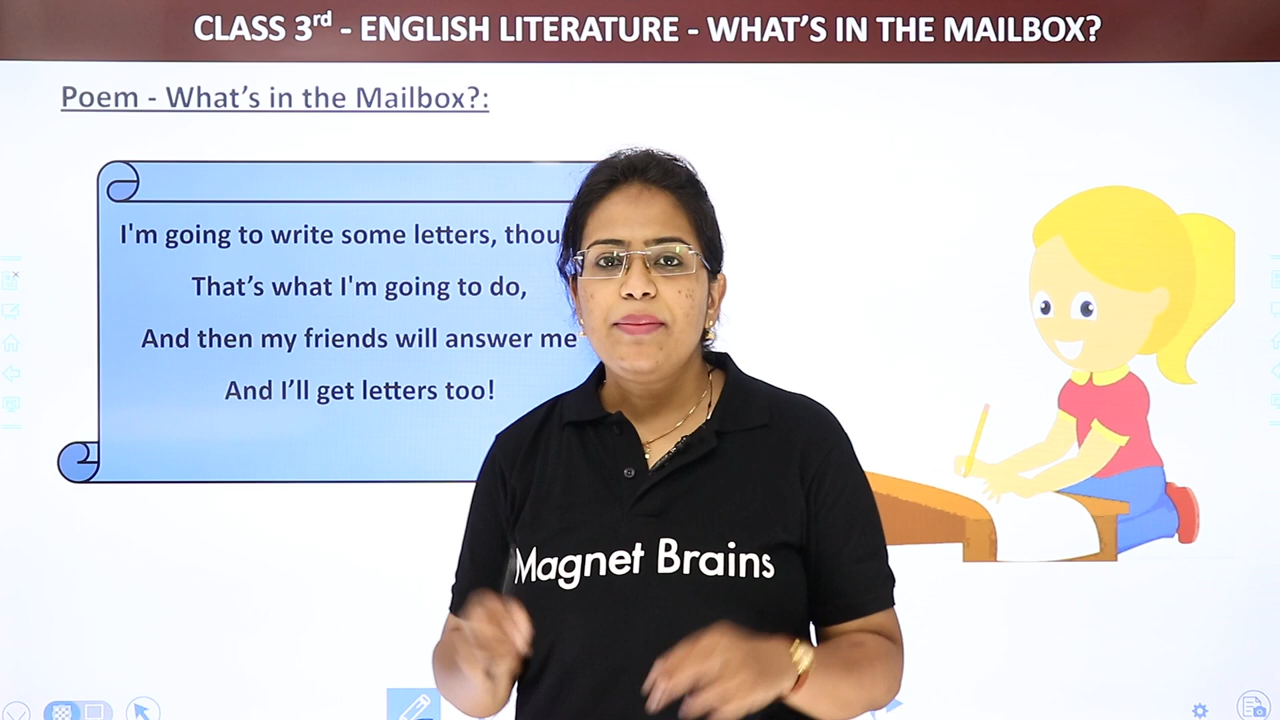 CLASS 3rd - ENGLISH LITERATURE - WHAT'S IN THE MAILBOX?
Poem - What's in the Mailbox?:
I'm going to write some letters,
That's what I'm going to do,
And then my friends will answer me
And I'll get letters too!
Magnet Brains